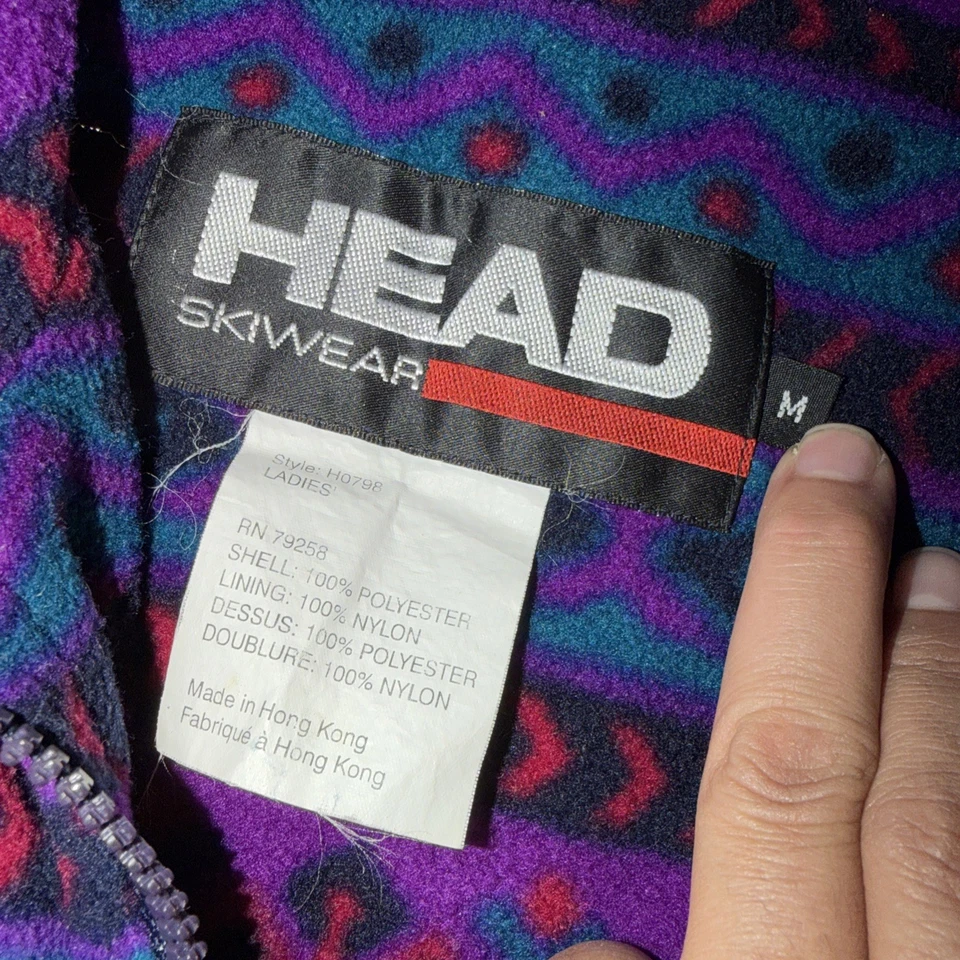 HEAD
SKIWEAR
M
Style: H0798
LADIES
RN 79258
SHELL: 100% POLYESTER
LINING: 100% NYLON
DESSUS: 100% POLYESTER
DOUBLURE: 100% NYLON
Made in Hong Kong
Fabriqué à Hong Kong